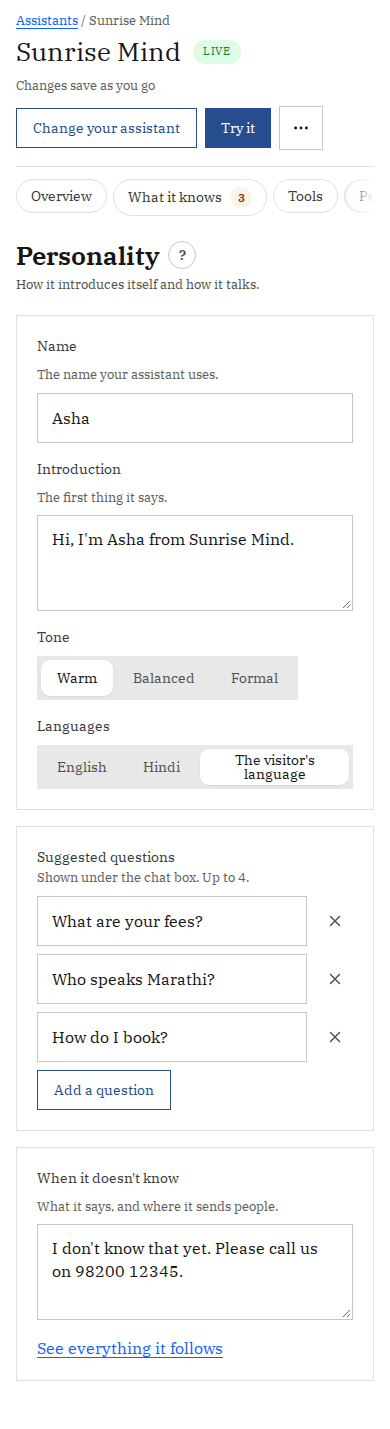 Assistants / Sunrise Mind
Sunrise Mind LIVE
Changes save as you go
Change your assistant Try it ...
Overview What it knows 3 Tools
Personality ?
How it introduces itself and how it talks.
Name
The name your assistant uses.
Asha
Introduction
The first thing it says.
Hi, I'm Asha from Sunrise Mind.
Tone
Warm Balanced Formal
Languages
English Hindi The visitor's
language
Suggested questions
Shown under the chat box. Up to 4.
What are your fees? ×
Who speaks Marathi? ×
How do I book? ×
Add a question
When it doesn't know
What it says, and where it sends people.
I don't know that yet. Please call us
on 98200 12345.
See everything it follows